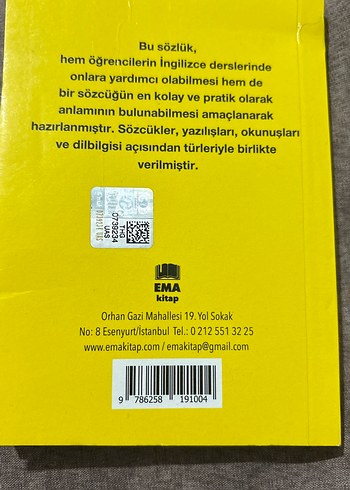 Bu sözlük,
hem öğrencilerin İngilizce derslerinde
onlara yardımcı olabilmesi hem de
bir sözcüğün en kolay ve pratik olarak
anlamının bulunabilmesi amaçlanarak
hazırlanmıştır. Sözcükler, yazılışları, okunuşları
ve dilbilgisi açısından türleriyle birlikte
verilmiştir.
THG
0739234
UAS
EMA
kitap
Orhan Gazi Mahallesi 19. Yol Sokak
No: 8 Esenyurt/İstanbul Tel.: 0 212 551 32 25
www.emakitap.com / emakitap@gmail.com
9 786258 191004